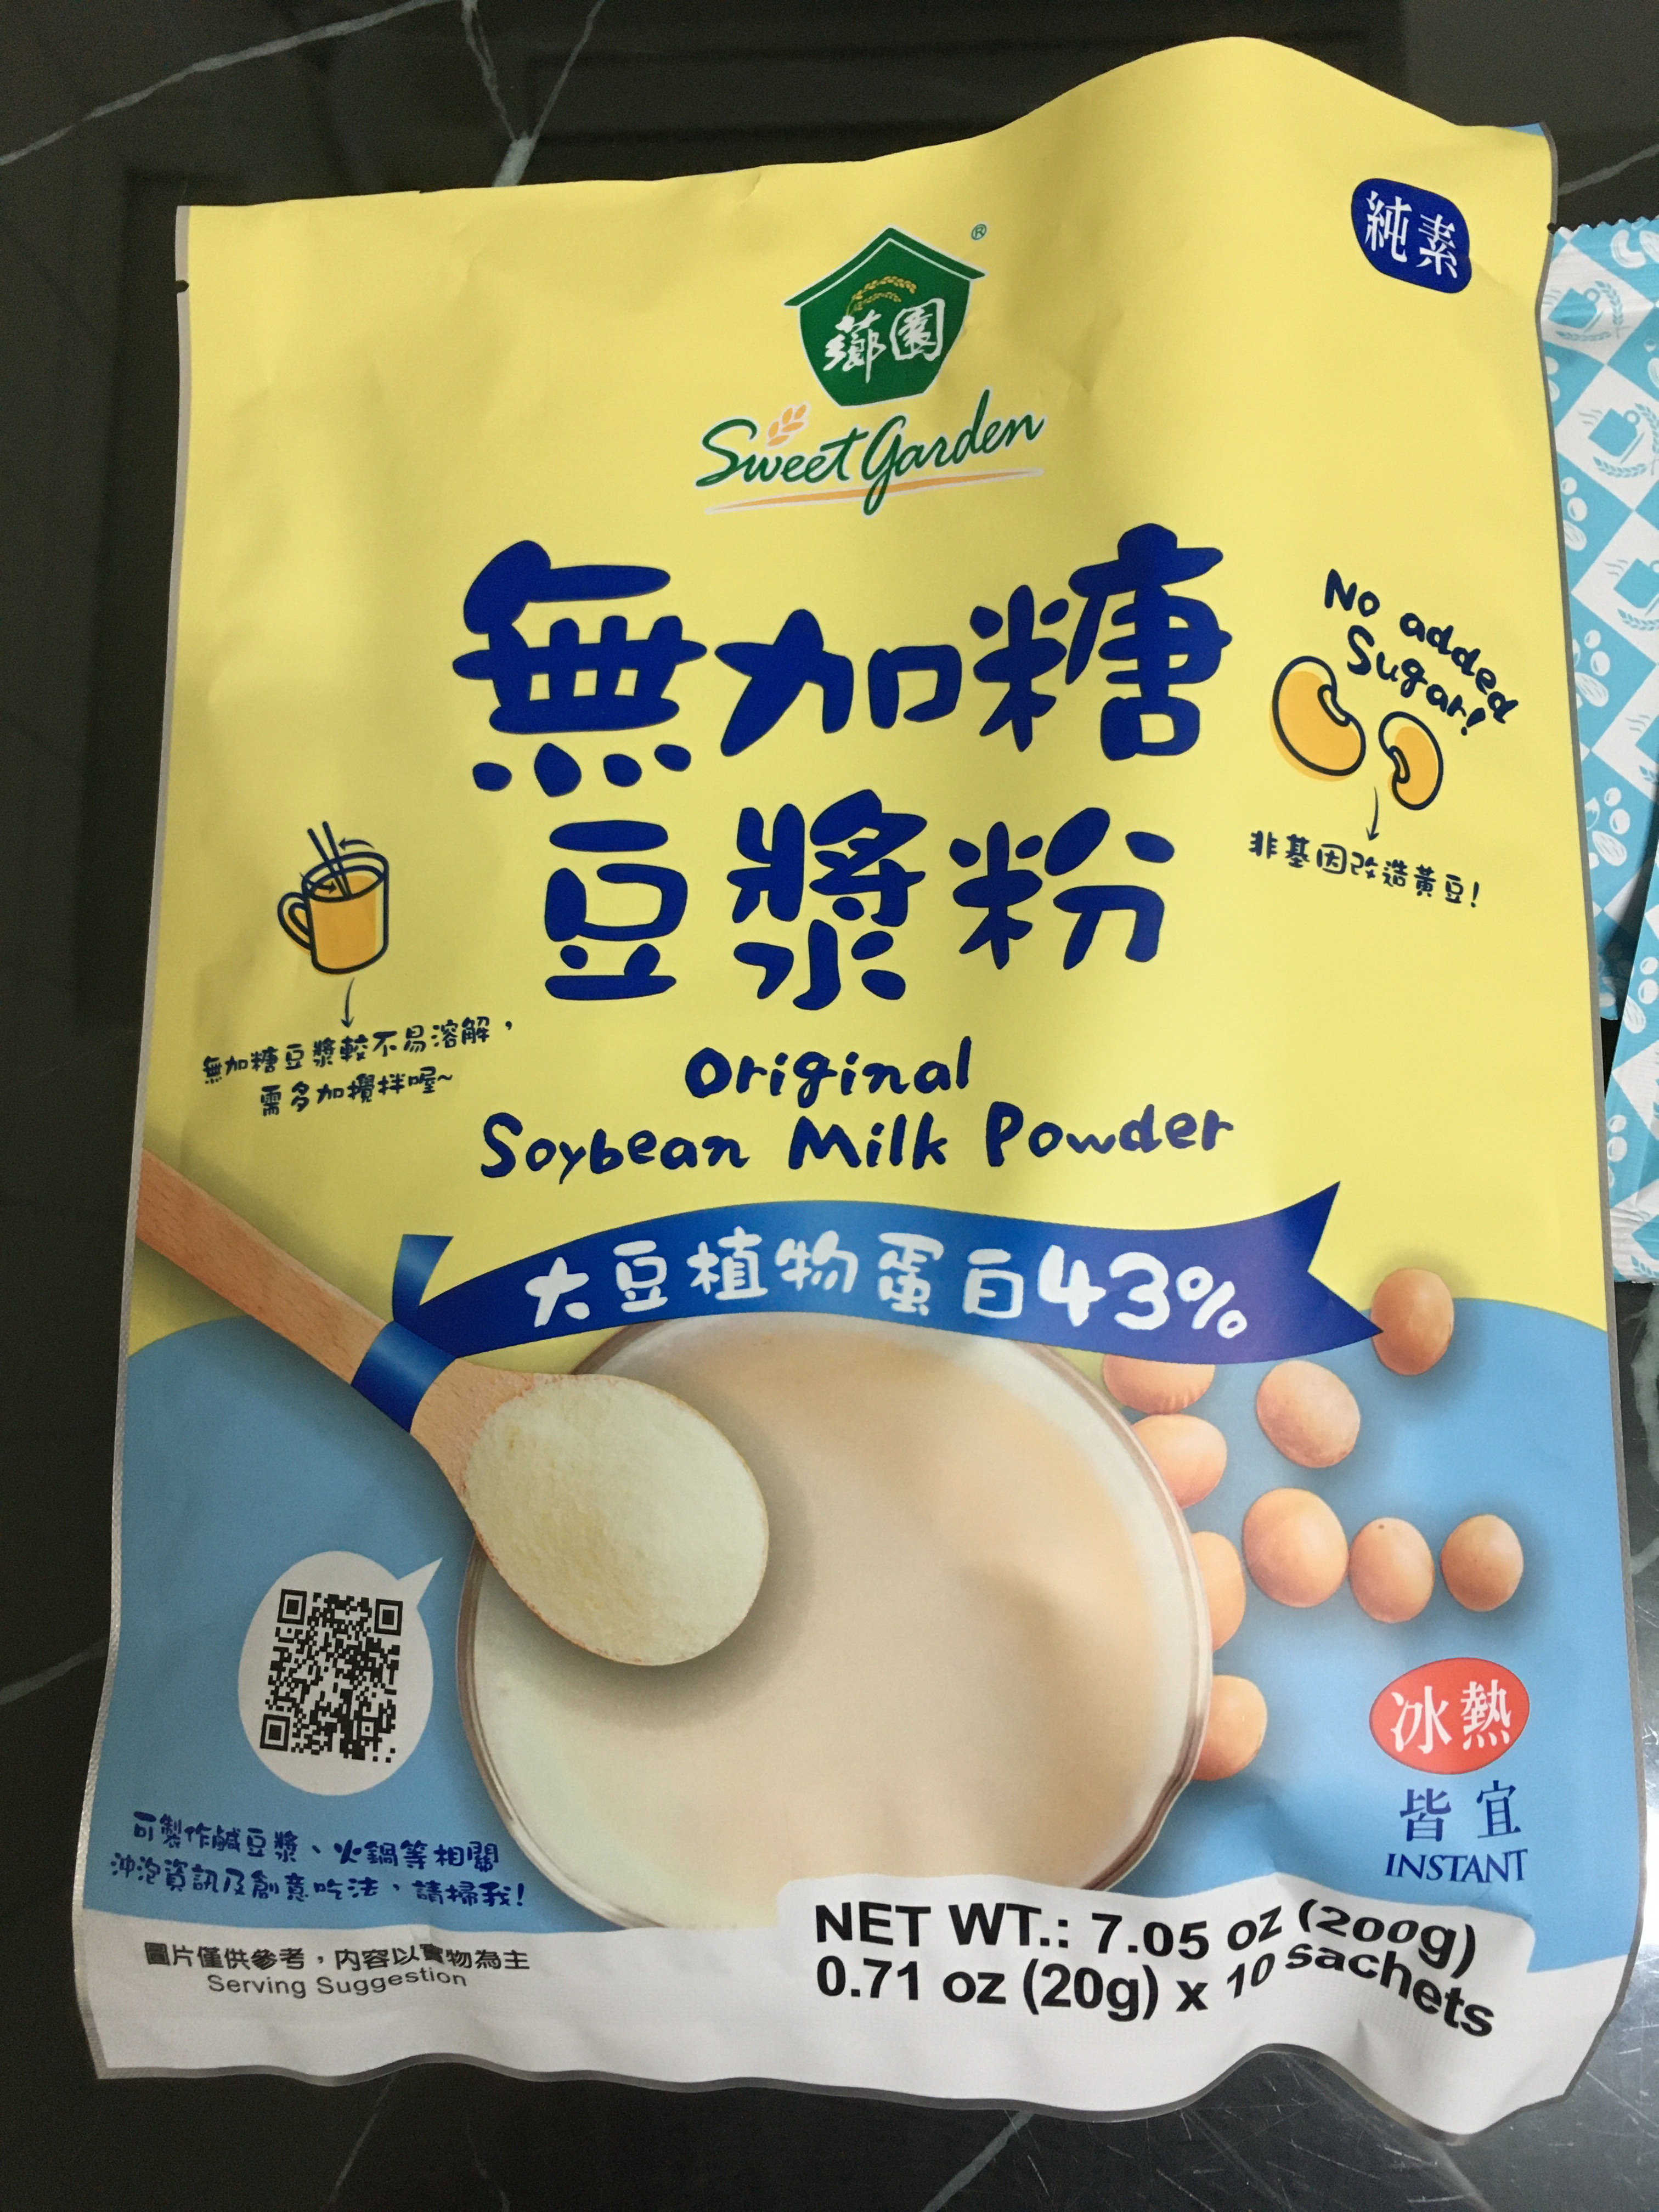 純素
薌園
®
Sweet Garden
無加糖
豆漿粉
No added
Sugar!
非基因改造黃豆!
無加糖豆漿較不易溶解,
需多加攪拌喔~
Original
Soybean Milk Powder
大豆植物蛋白43%
冰熱
皆宜
INSTANT
可製作鹹豆漿、火鍋等相關
沖泡資訊及創意吃法,請掃我!
圖片僅供參考,內容以實物為主
Serving Suggestion
NET WT.: 7.05 oz (200g)
0.71 oz (20g) x 10 sachets